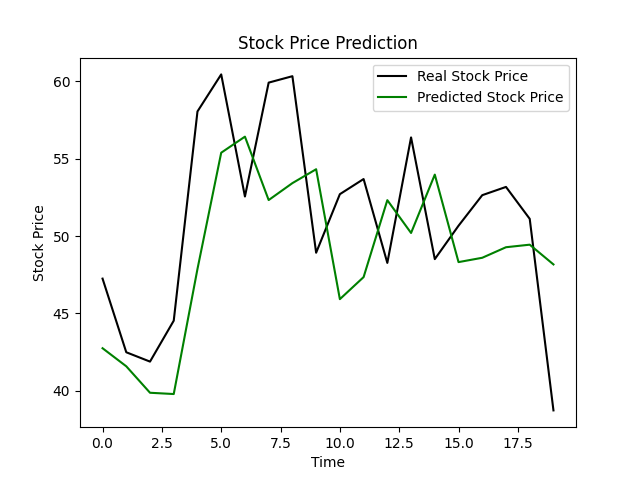 Stock Price Prediction
Real Stock Price
Predicted Stock Price
Stock Price
60
55
50
45
40
0.0 2.5 5.0 7.5 10.0 12.5 15.0 17.5
Time